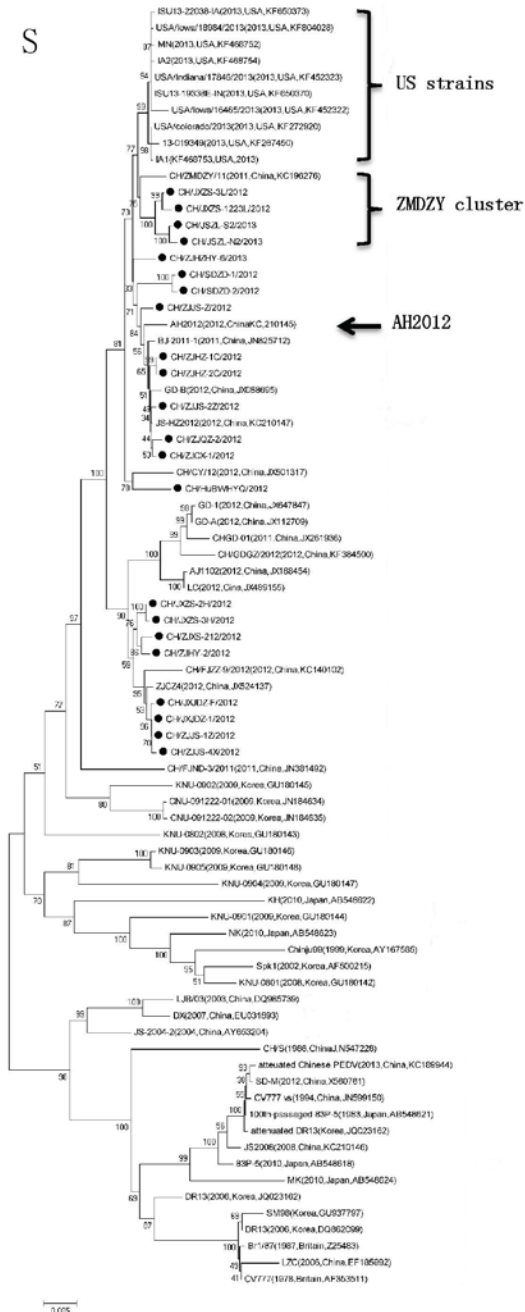 S
ISU13-22038-IA(2013,USA,KF650373)
USA/Iowa/18984/2013(USA,KF804028)
MN(2013,USA,KF468752)
IA2(2013,USA,KF468754)
USA/Indiana/17846/2013(2013,USA,KF452323)
ISU13-19338E-IN(2013,USA,KF650370)
USA/Iowa/16465/2013(2013,USA,KF452322)
USA/colorado/2013(2013,USA,KF272920)
13-019349(2013,USA,KF267450)
IA1(KF468753,USA,2013)
US strains
CH/ZMDZY/11(2011,China,KC196276)
CH/JXZS-3L/2012
CH/JXZS-1223L/2012
CH/JSZL-S2/2013
CH/JSZL-N2/2013
ZMDZY cluster
CH/ZJHZHY-6/2013
CH/SDZD-1/2012
CH/SDZD-2/2012
CH/ZJJS-Z/2012
AH2012(2012,ChinaKC,210145)
AH2012
BJ-2011-1(2011,China,JN825712)
CH/ZJHZ-1C/2012
CH/ZJHZ-2C/2012
GD-B(2012,China,JX088695)
CH/ZJJS-2Z/2012
JS-HZ2012(2012,China,KC210147)
CH/ZJQZ-2/2012
CH/ZJCX-1/2012
CH/CY/12(2012,China,JX501317)
CH/HuBWHYQ/2012
GD-1(2012,China,JX647847)
GD-A(2012,China,JX112709)
CHGD-01(2011,China,JX261936)
CH/GDGZ/2012(2012,China,KF384500)
AJ1102(2012,China,JX188454)
LC(2012,Cina,JX489155)
CH/JXZS-2H/2012
CH/JXZS-3H/2012
CH/ZJXS-212/2012
CH/ZJHY-2/2012
CH/FJZZ-9/2012(2012,China,KC140102)
ZJCZ4(2012,China,JX524137)
CH/JXJDZ-F/2012
CH/JXJDZ-1/2012
CH/ZJJS-1Z/2012
CH/ZJJS-4X/2012
CH/FJND-3/2011(2011,China,JN381492)
KNU-0902(2009,Korea,GU180145)
CNU-091222-01(2009,Korea,JN184634)
CNU-091222-02(2009,Korea,JN184635)
KNU-0802(2008,Korea,GU180143)
KNU-0903(2009,Korea,GU180146)
KNU-0905(2009,Korea,GU180148)
KNU-0904(2009,Korea,GU180147)
KH(2010,Japan,AB548622)
KNU-0901(2009,Korea,GU180144)
NK(2010,Japan,AB548623)
Chinju99(1999,Korea,AY167585)
Spk1(2002,Korea,AF500215)
KNU-0801(2008,Korea,GU180142)
LJB/03(2003,China,DQ985739)
DX(2007,China,EU031893)
JS-2004-2(2004,China,AY653204)
CH/S(1986,ChinaJ,N547228)
attenuated Chinese PEDV(2013,China,KC189944)
SD-M(2012,China,X560761)
CV777 vs(1994,China,JN599150)
100th-passaged 83P-5(1983,Japan,AB548621)
attenuated DR13(Korea,JQ023162)
JS2008(2008,China,KC210146)
83P-5(2010,Japan,AB548618)
MK(2010,Japan,AB548624)
DR13(2006,Korea,JQ023162)
SM98(Korea,GU937797)
DR13(2006,Korea,DQ862099)
Br1/87(1987,Britain,Z25483)
LZC(2006,China,EF185992)
CV777(1978,Britain,AF353511)
0.005